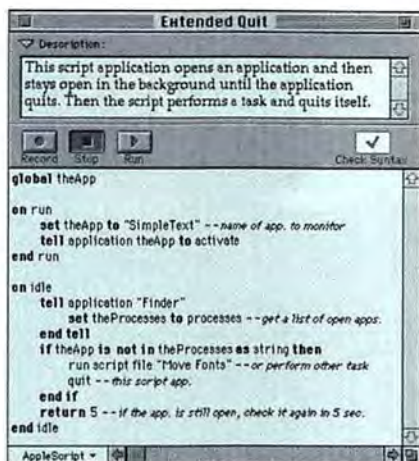 Extended Quit
Description:
This script application opens an application and then
stays open in the background until the application
quits. Then the script performs a task and quits itself.
Record Stop Run Check Syntax
global theApp
on run
set theApp to "SimpleText" --name of app. to monitor
tell application theApp to activate
end run
on idle
tell application "Finder"
set theProcesses to processes --get a list of open apps.
end tell
if theApp is not in theProcesses as string then
run script file "Move Fonts" --or perform other task
quit --this script app.
end if
return 5 --if the app. is still open, check it again in 5 sec.
end idle
AppleScript